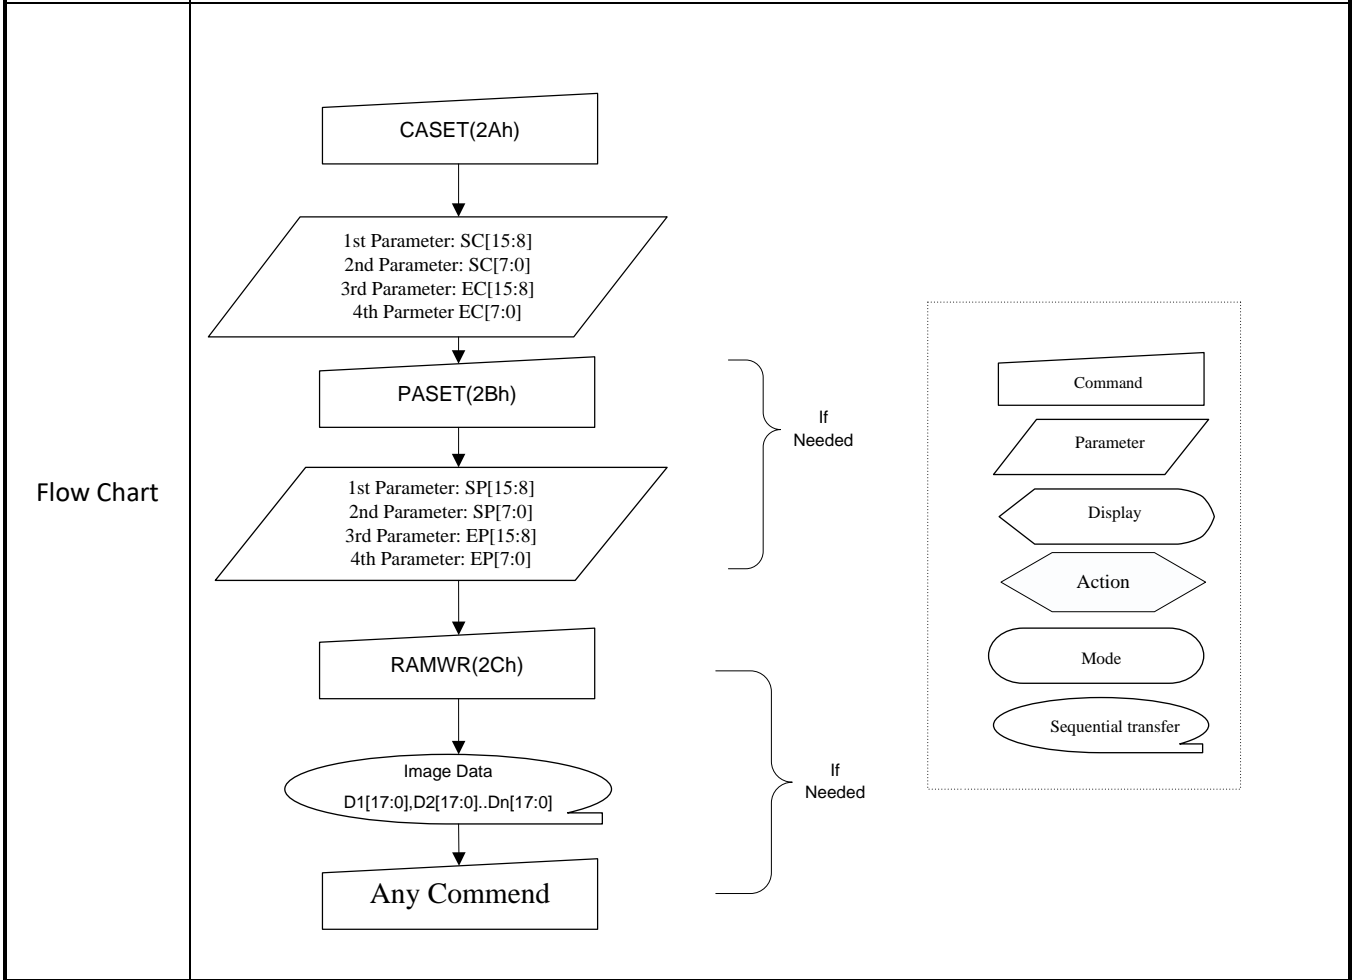 Flow Chart
CASET(2Ah)
1st Parameter: SC[15:8]
2nd Parameter: SC[7:0]
3rd Parameter: EC[15:8]
4th Parmeter EC[7:0]
PASET(2Bh)
1st Parameter: SP[15:8]
2nd Parameter: SP[7:0]
3rd Parameter: EP[15:8]
4th Parameter: EP[7:0]
If
Needed
RAMWR(2Ch)
Image Data
D1[17:0],D2[17:0]..Dn[17:0]
Any Commend
If
Needed
Command
Parameter
Display
Action
Mode
Sequential transfer